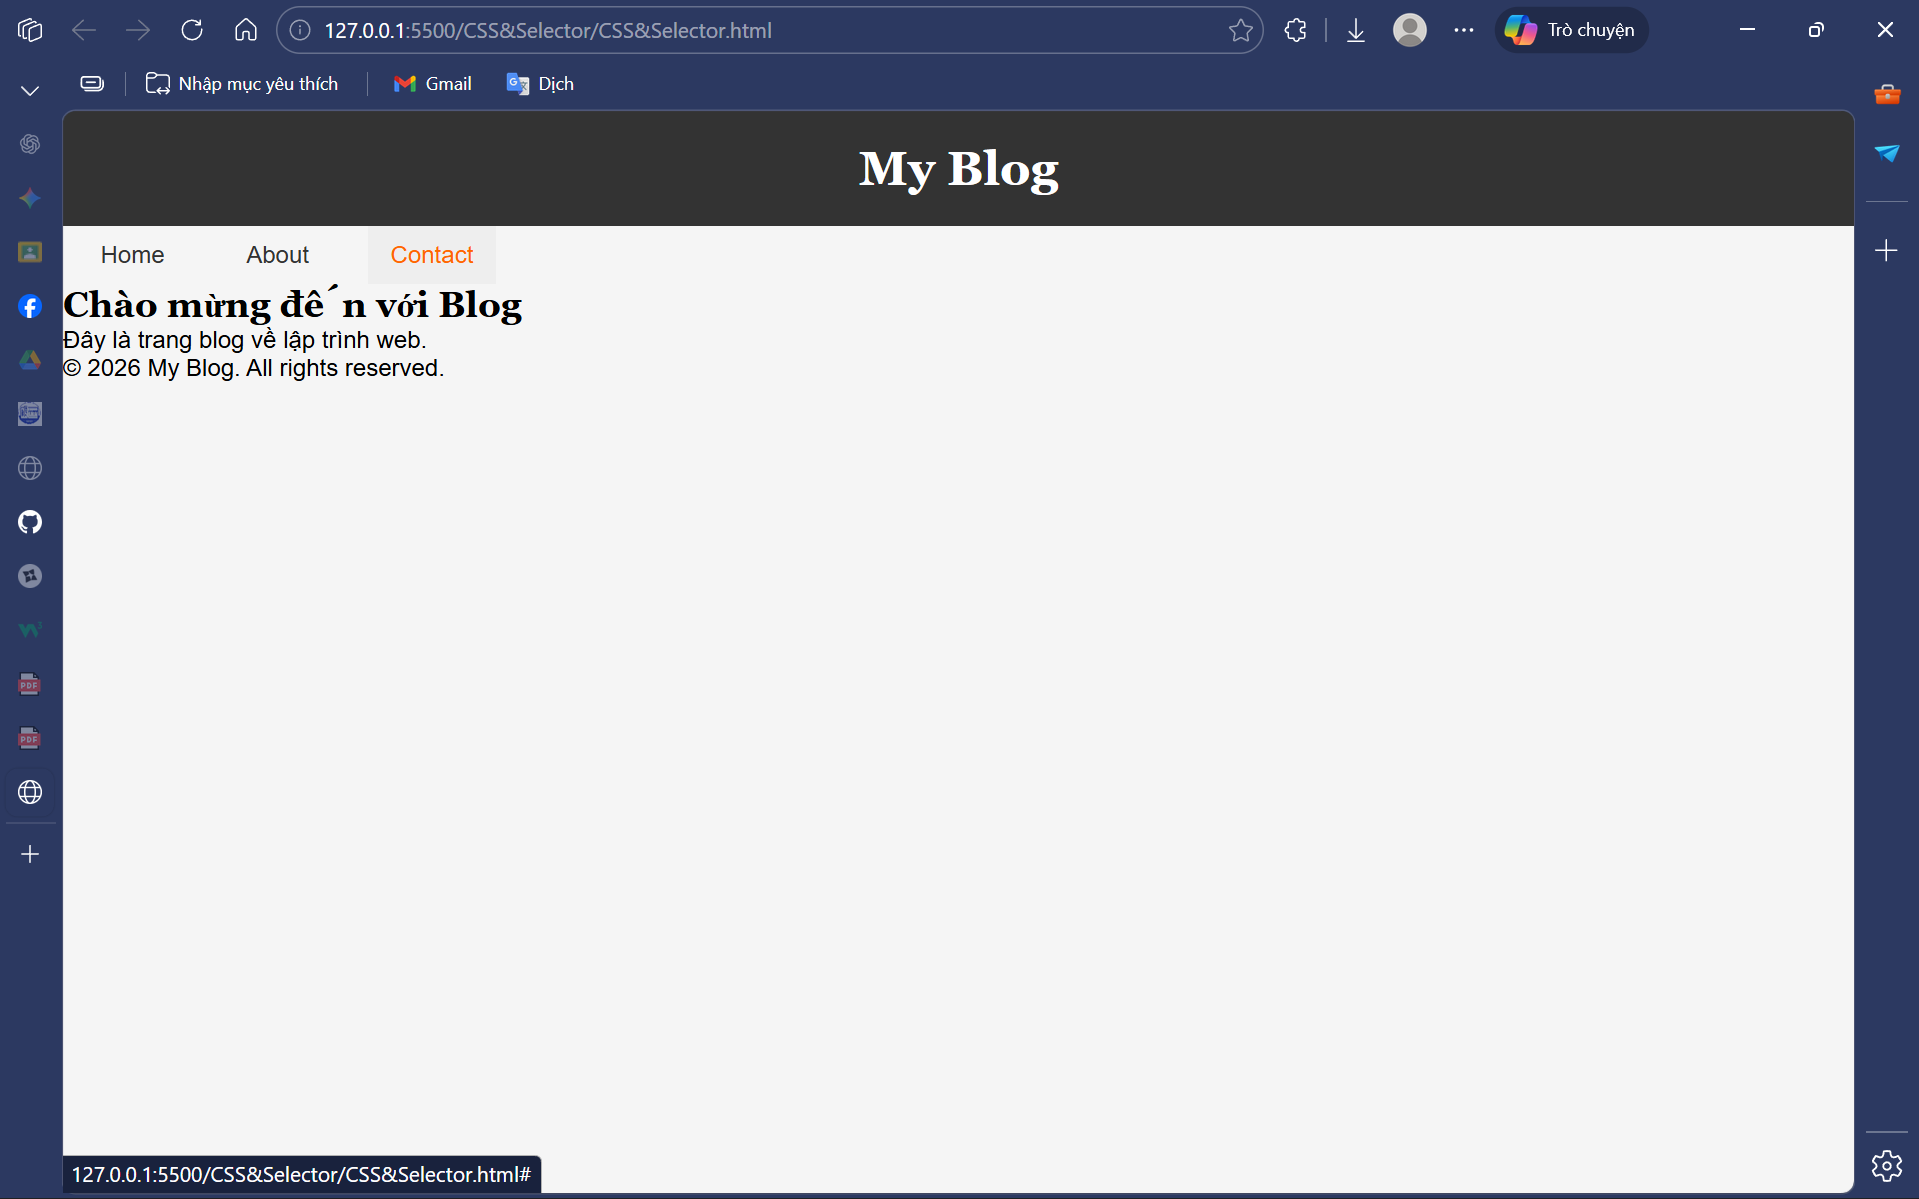 127.0.0.1:5500/CSS&Selector/CSS&Selector.html
Trò chuyện
Nhập mục yêu thích
Gmail
Dịch
My Blog
Home
About
Contact
Chào mừng đến với Blog
Đây là trang blog về lập trình web.
© 2026 My Blog. All rights reserved.
PDF
PDF
127.0.0.1:5500/CSS&Selector/CSS&Selector.html#